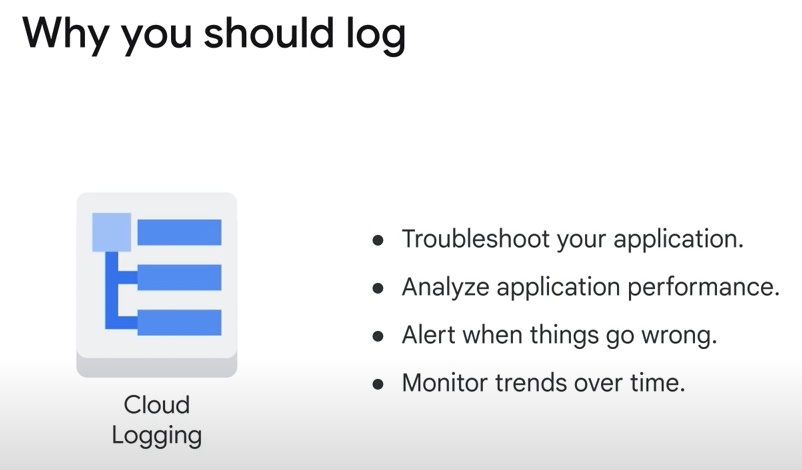 Why you should log
● Troubleshoot your application.
● Analyze application performance.
● Alert when things go wrong.
● Monitor trends over time.
Cloud
Logging